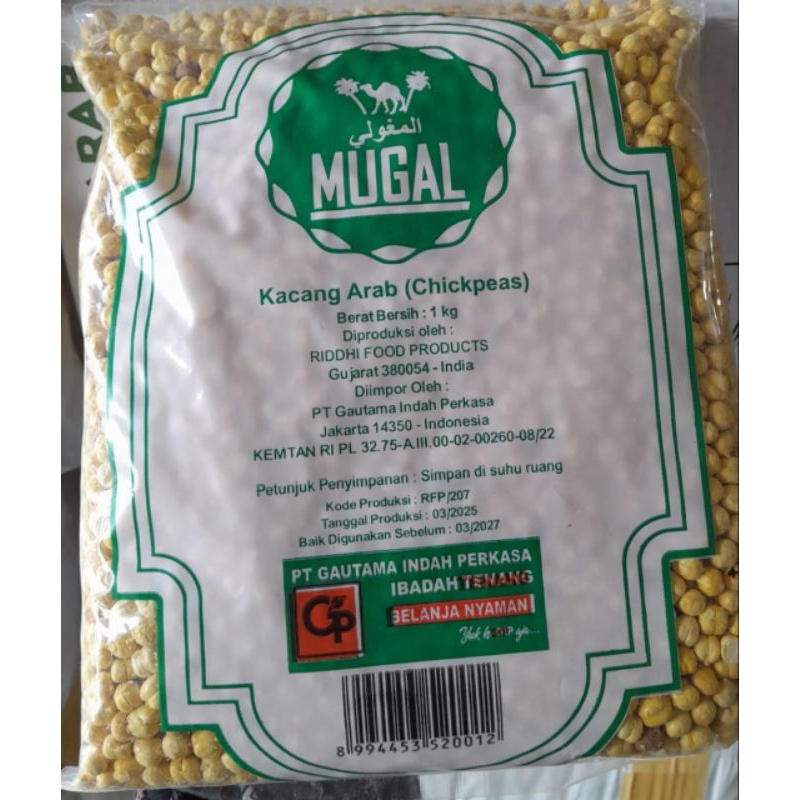 المغولي
MUGAL
Kacang Arab (Chickpeas)
Berat Bersih : 1 kg
Diproduksi oleh :
RIDDHI FOOD PRODUCTS
Gujarat 380054 - India
Diimpor Oleh :
PT Gautama Indah Perkasa
Jakarta 14350 - Indonesia
KEMTAN RI PL 32.75-A.III.00-02-00260-08/22
Petunjuk Penyimpanan : Simpan di suhu ruang
Kode Produksi : RFP/207
Tanggal Produksi : 03/2025
Baik Digunakan Sebelum : 03/2027
PT GAUTAMA INDAH PERKASA
IBADAH TENANG
BELANJA NYAMAN
GP
8 994453 520012